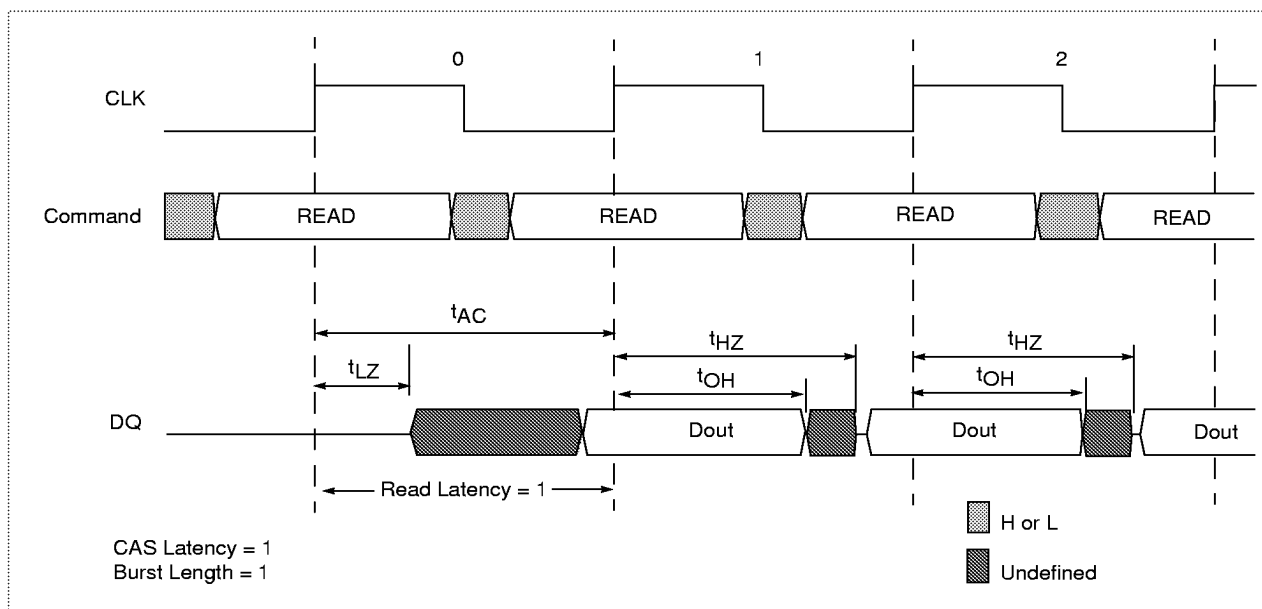 0 1 2
CLK
Command READ READ READ READ
tAC
tHZ tHZ
tLZ tOH tOH
DQ Dout Dout Dout
Read Latency = 1
H or L
CAS Latency = 1
Burst Length = 1
Undefined